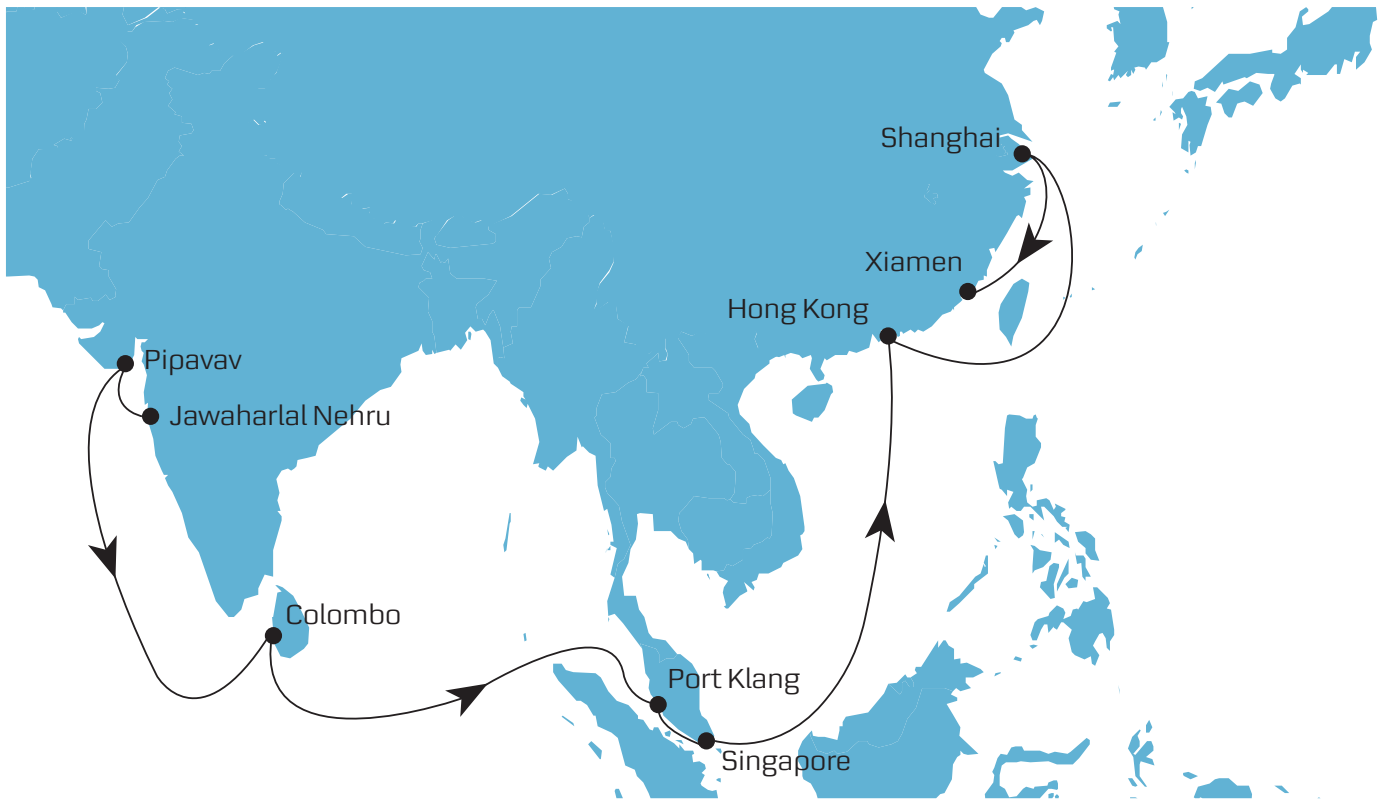 Shanghai
Xiamen
Hong Kong
Pipavav
Jawaharlal Nehru
Colombo
Port Klang
Singapore